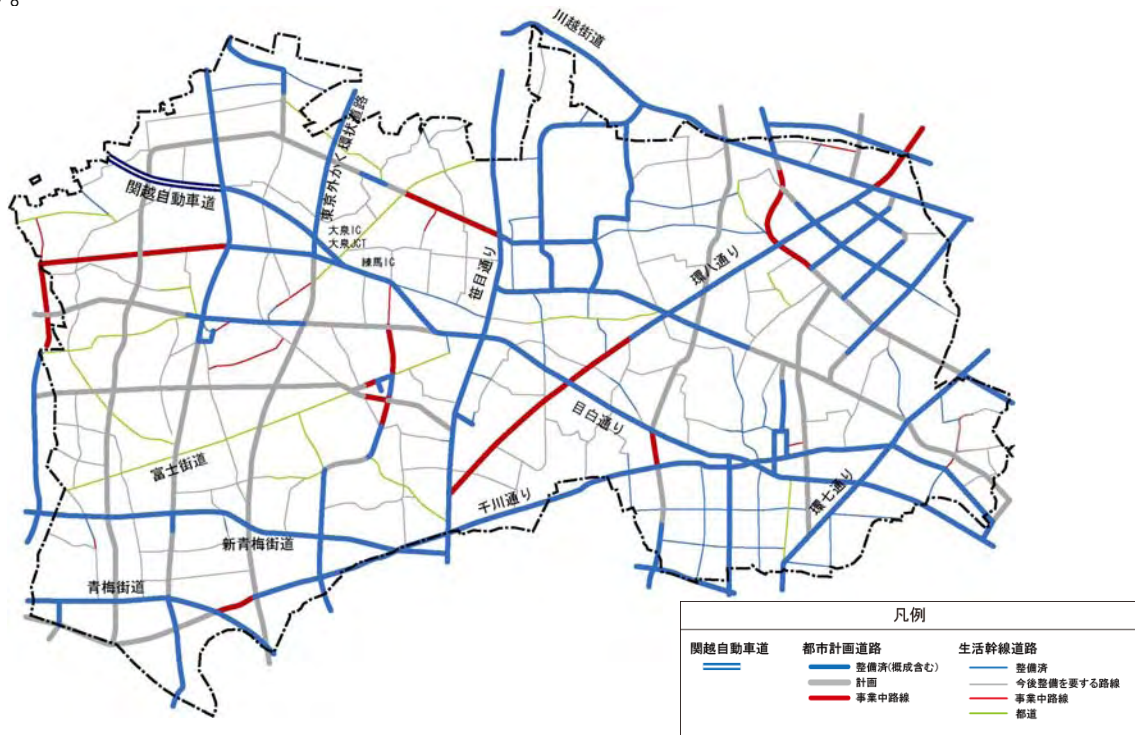 川越街道
東京外かく環状道路
関越自動車道
大泉IC
大泉JCT
練馬IC
笹目通り
環八通り
目白通り
富士街道
千川通り
環七通り
新青梅街道
青梅街道
凡例
関越自動車道
都市計画道路
整備済(概成含む)
計画
事業中路線
生活幹線道路
整備済
今後整備を要する路線
事業中路線
都道